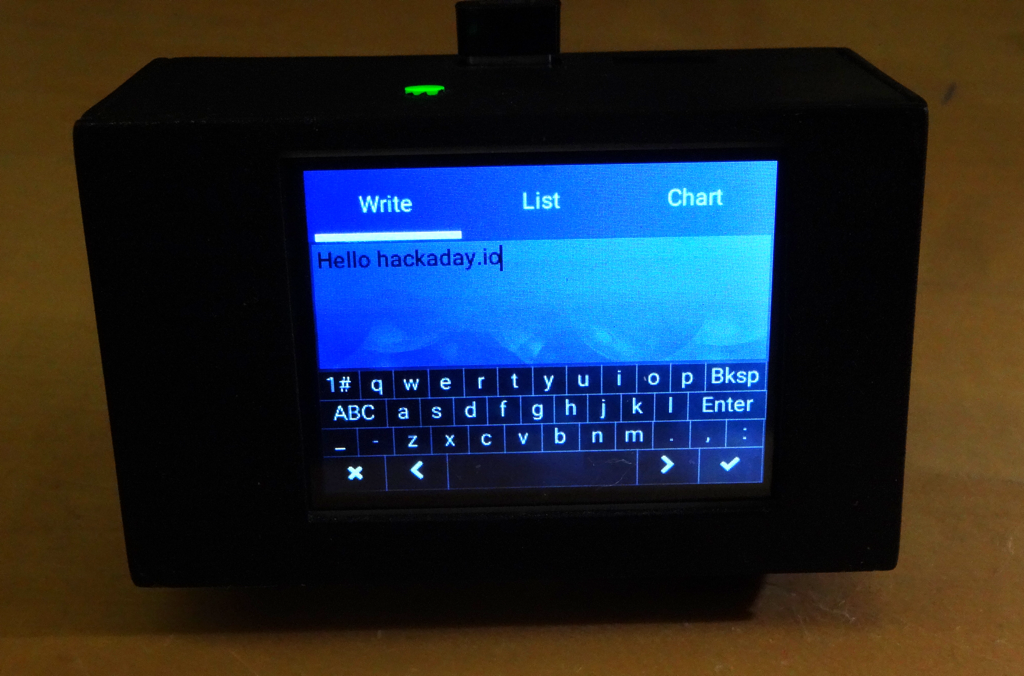 Write List Chart
Hello hackaday.io
1# q w e r t y u i o p Bksp
ABC a s d f g h j k l Enter
_ - z x c v b n m . , :